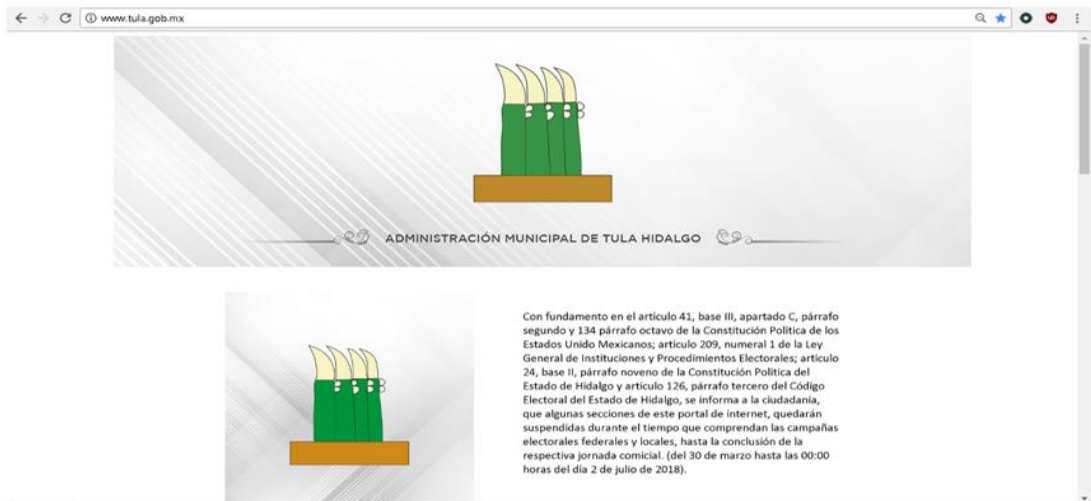 www.tula.gob.mx
ADMINISTRACIÓN MUNICIPAL DE TULA HIDALGO
Con fundamento en el artículo 41, base III, apartado C, párrafo
segundo y 134 párrafo octavo de la Constitución Política de los
Estados Unido Mexicanos; artículo 209, numeral 1 de la Ley
General de Instituciones y Procedimientos Electorales; artículo
24, base II, párrafo noveno de la Constitución Política del
Estado de Hidalgo y artículo 126, párrafo tercero del Código
Electoral del Estado de Hidalgo, se informa a la ciudadanía,
que algunas secciones de este portal de internet, quedarán
suspendidas durante el tiempo que comprendan las campañas
electorales federales y locales, hasta la conclusión de la
respectiva jornada comicial. (del 30 de marzo hasta las 00:00
horas del día 2 de julio de 2018).